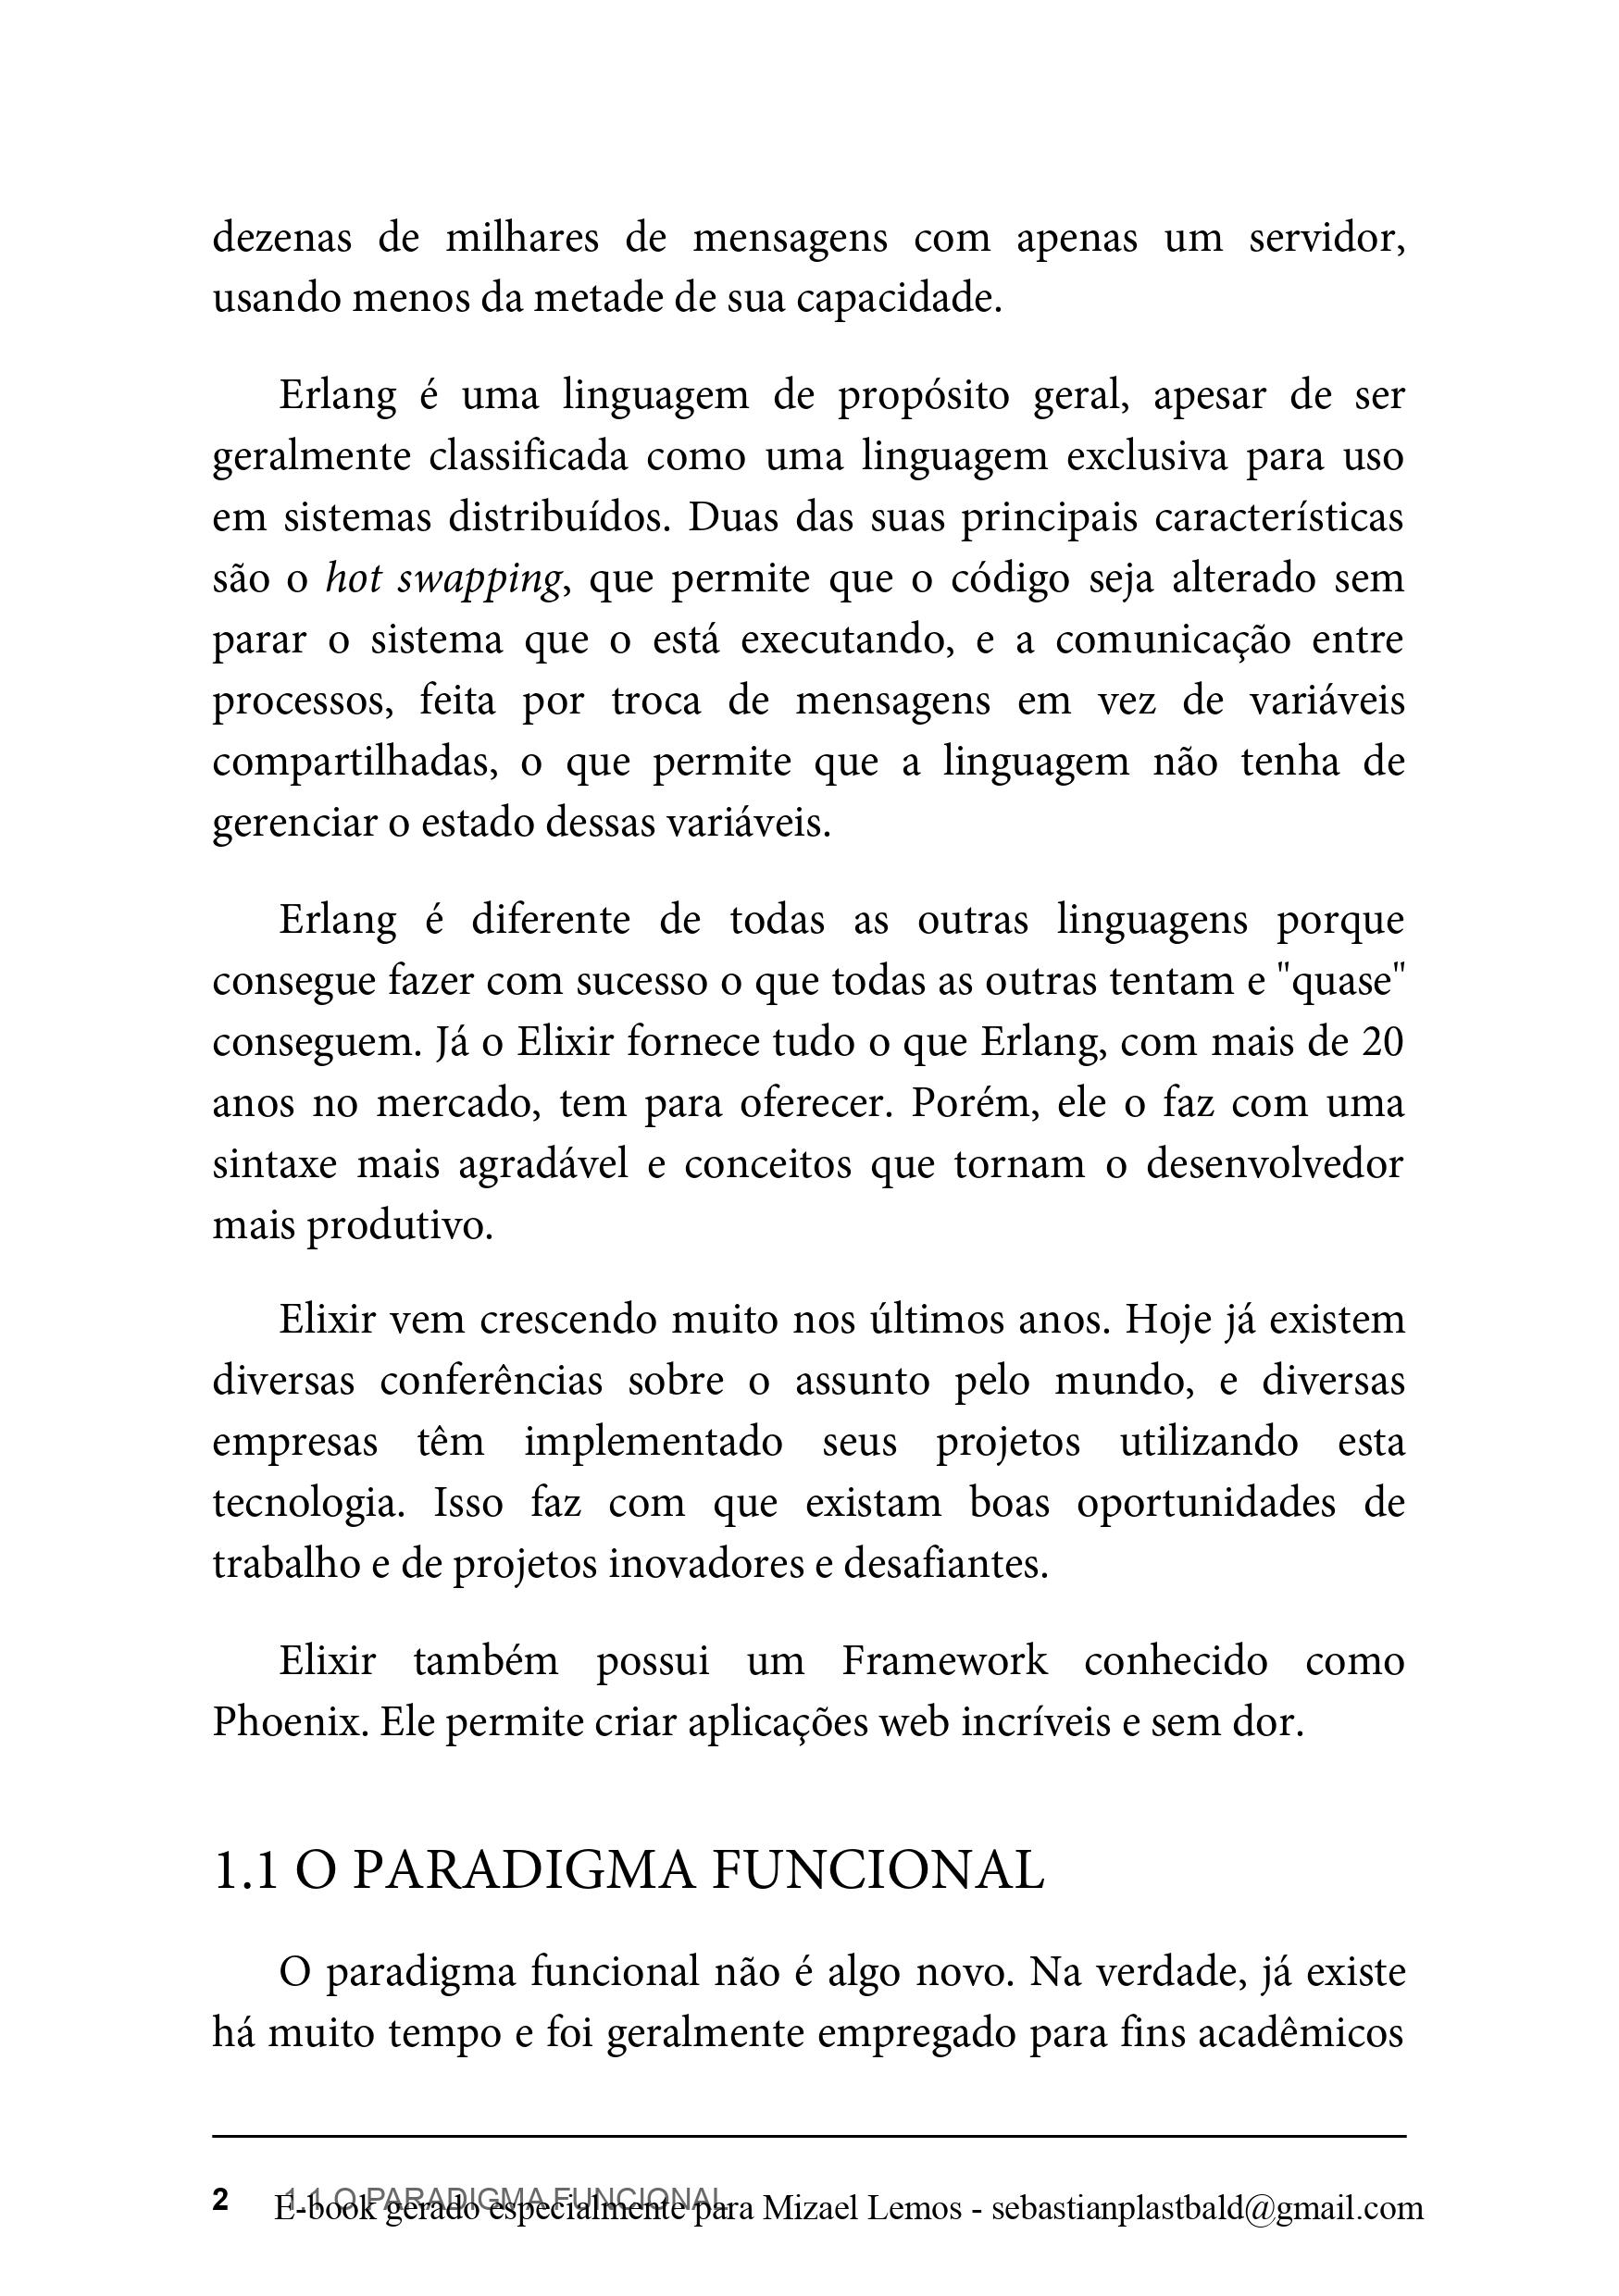 dezenas de milhares de mensagens com apenas um servidor,
usando menos da metade de sua capacidade.
Erlang é uma linguagem de propósito geral, apesar de ser
geralmente classificada como uma linguagem exclusiva para uso
em sistemas distribuídos. Duas das suas principais características
são o hot swapping, que permite que o código seja alterado sem
parar o sistema que o está executando, e a comunicação entre
processos, feita por troca de mensagens em vez de variáveis
compartilhadas, o que permite que a linguagem não tenha de
gerenciar o estado dessas variáveis.
Erlang é diferente de todas as outras linguagens porque
consegue fazer com sucesso o que todas as outras tentam e "quase"
conseguem. Já o Elixir fornece tudo o que Erlang, com mais de 20
anos no mercado, tem para oferecer. Porém, ele o faz com uma
sintaxe mais agradável e conceitos que tornam o desenvolvedor
mais produtivo.
Elixir vem crescendo muito nos últimos anos. Hoje já existem
diversas conferências sobre o assunto pelo mundo, e diversas
empresas têm implementado seus projetos utilizando esta
tecnologia. Isso faz com que existam boas oportunidades de
trabalho e de projetos inovadores e desafiantes.
Elixir também possui um Framework conhecido como
Phoenix. Ele permite criar aplicações web incríveis e sem dor.
1.1 O PARADIGMA FUNCIONAL
O paradigma funcional não é algo novo. Na verdade, já existe
há muito tempo e foi geralmente empregado para fins acadêmicos
2 1.1 O PARADIGMA FUNCIONAL
E-book gerado especialmente para Mizael Lemos - sebastianplastbald@gmail.com